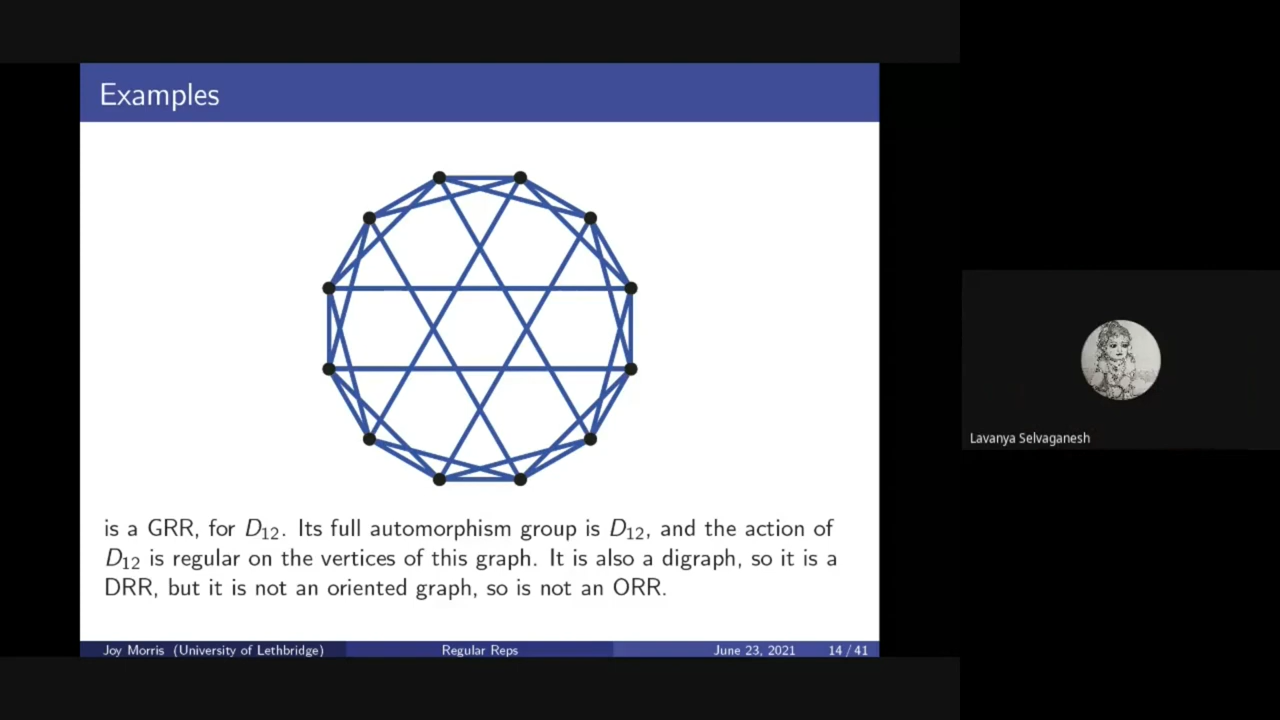 Examples
is a GRR, for D₁₂. Its full automorphism group is D₁₂, and the action of
D₁₂ is regular on the vertices of this graph. It is also a digraph, so it is a
DRR, but it is not an oriented graph, so is not an ORR.
Joy Morris (University of Lethbridge) Regular Reps June 23, 2021 14 / 41
Lavanya Selvaganesh